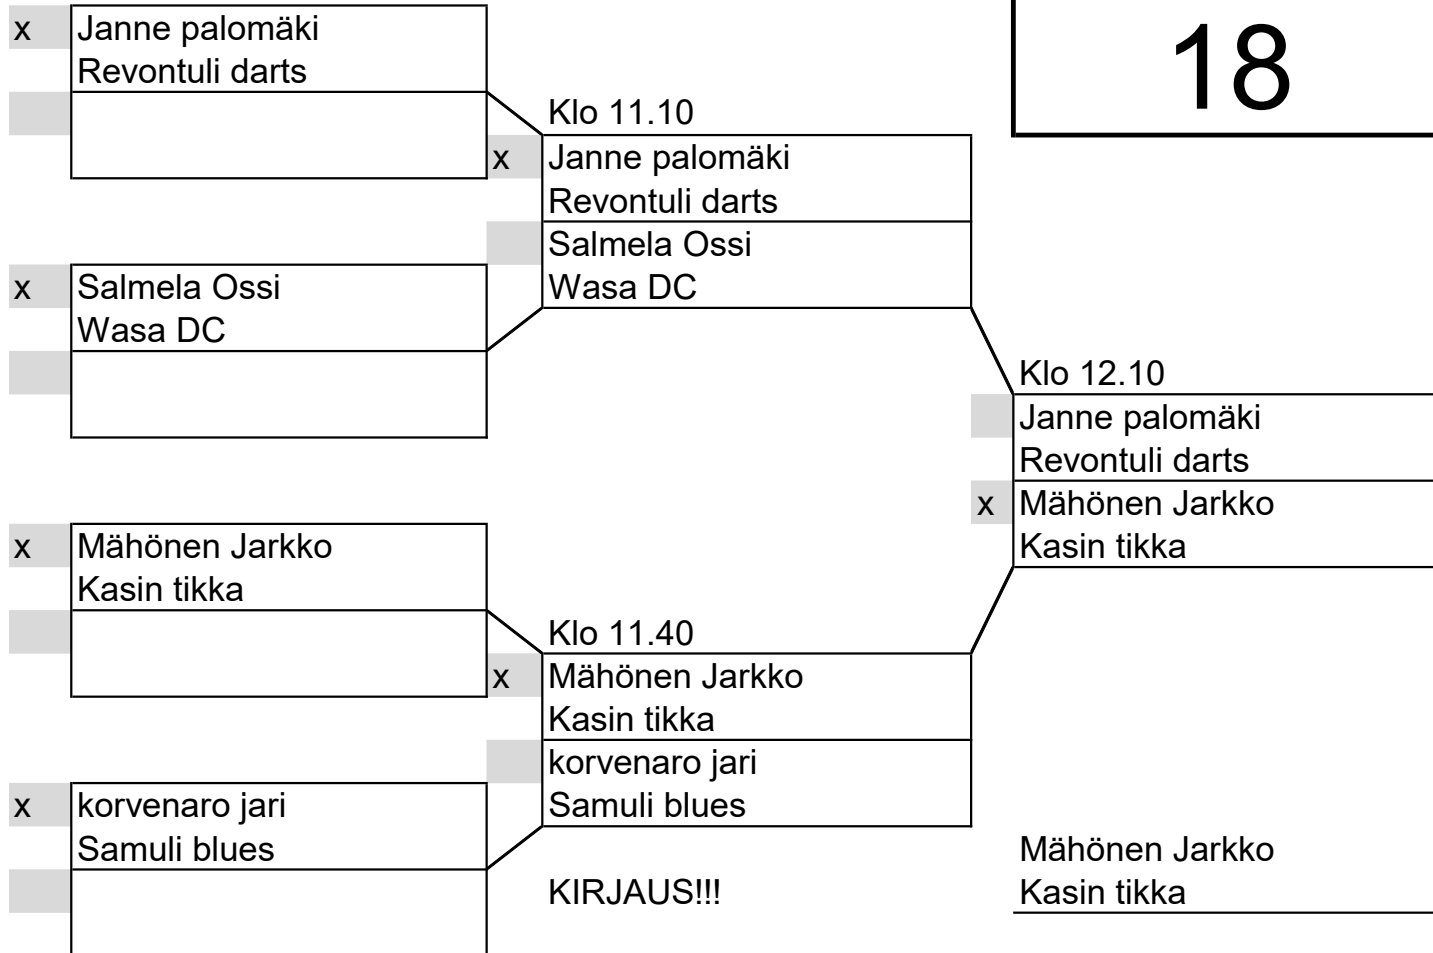 x Janne palomäki
Revontuli darts
18
Klo 11.10
x Janne palomäki
Revontuli darts
Salmela Ossi
Wasa DC
x Salmela Ossi
Wasa DC
Klo 12.10
Janne palomäki
Revontuli darts
x Mähönen Jarkko
Kasin tikka
x Mähönen Jarkko
Kasin tikka
Klo 11.40
x Mähönen Jarkko
Kasin tikka
korvenaro jari
Samuli blues
x korvenaro jari
Samuli blues
KIRJAUS!!!
Mähönen Jarkko
Kasin tikka